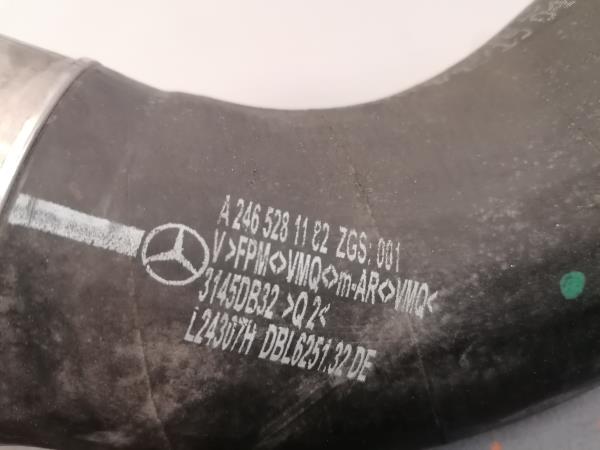 A 246 528 11 82 ZGS: 001
V >FPM<>VMQ<>m-AR<>VMQ<
3145DB32 >Q 2<
L24307H DBL6251.32 DE